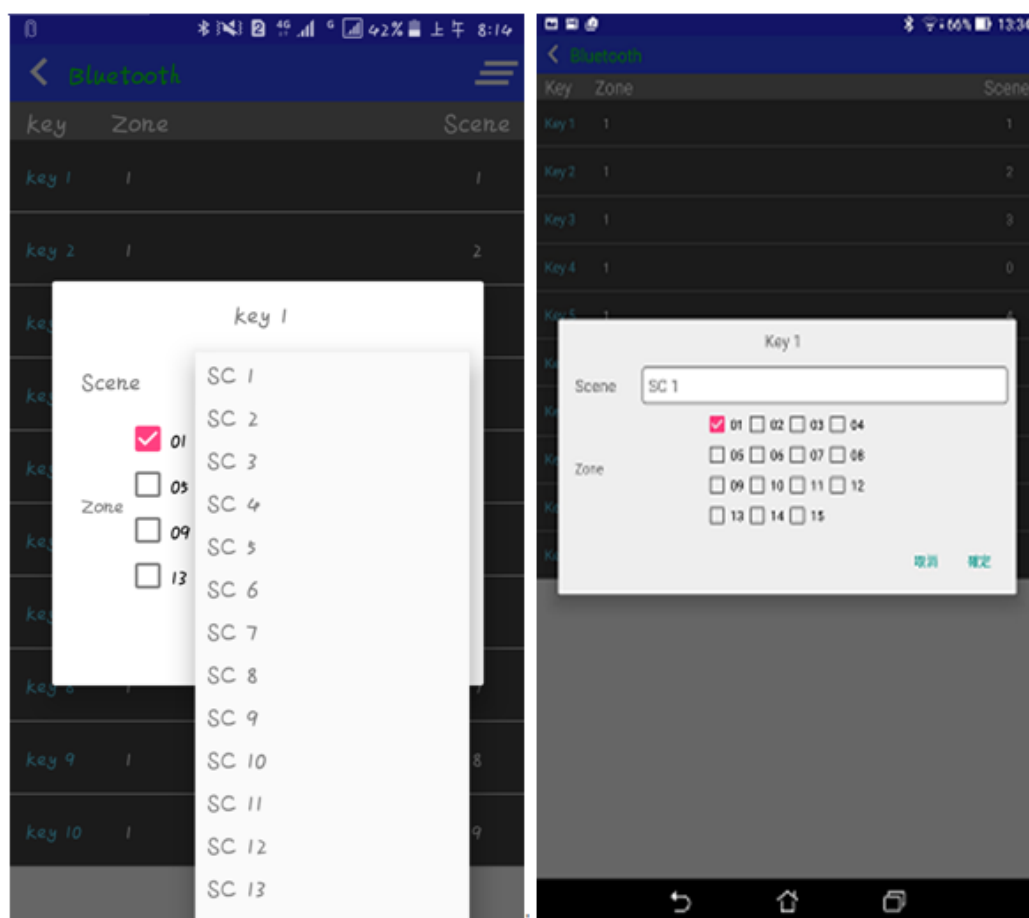 42% 上午 8:14
Bluetooth
key Zone Scene
key 1 1 1
key 2 1 2
key 1
Scene
SC 1
SC 2
SC 3
SC 4
SC 5
SC 6
SC 7
SC 8
SC 9
SC 10
SC 11
SC 12
SC 13
01
05
Zone
09
13
key 9 1 8
key 10 1 9
66% 13:34
Bluetooth
Key Zone Scene
Key 1 1 1
Key 2 1 2
Key 3 1 3
Key 4 1 0
Key 5 1
Key 1
Scene SC 1
01 02 03 04
05 06 07 08
Zone
09 10 11 12
13 14 15
取消 確定